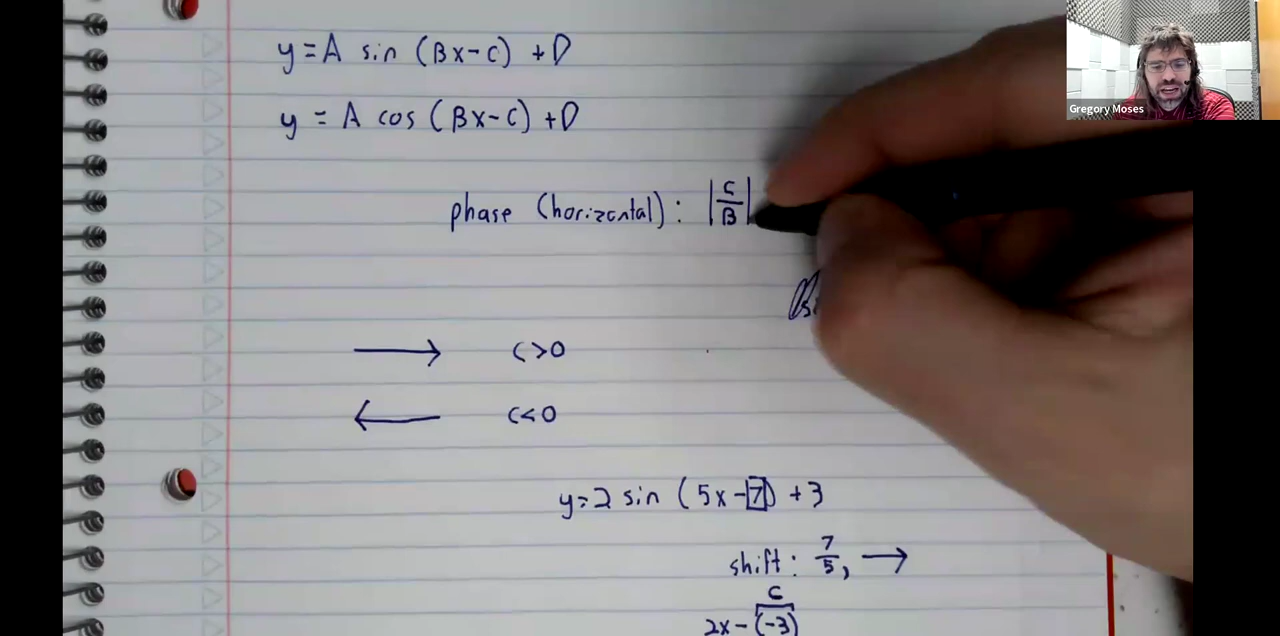 y = A sin (Bx-C) + D
Gregory Moses
y = A cos (Bx-C) + D
phase (horizontal): |C/B|
→ C>0
← C<0
y=2 sin (5x-7) +3
shift: 7/5, →
C
2x-(-3)